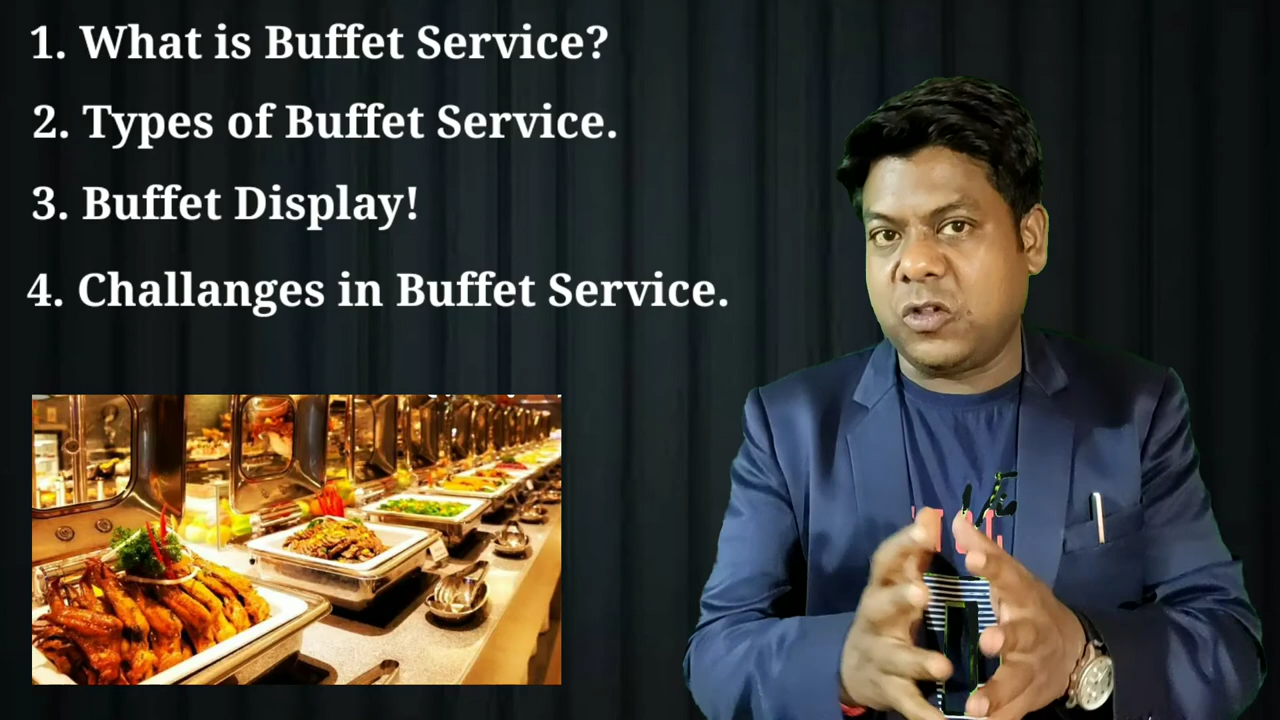 1. What is Buffet Service?
2. Types of Buffet Service.
3. Buffet Display!
4. Challanges in Buffet Service.